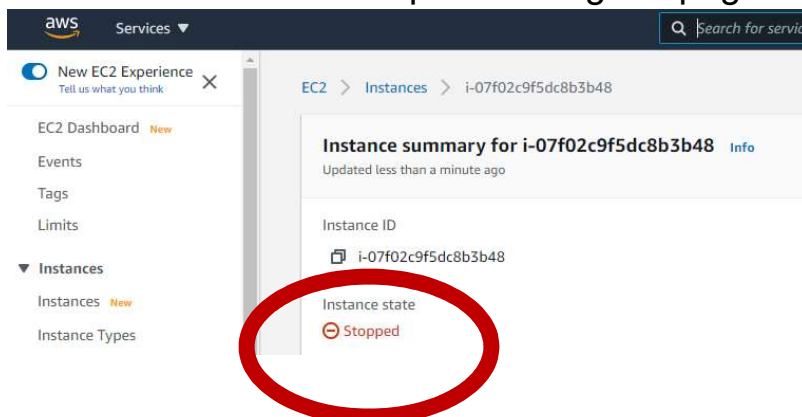 aws Services ▼ Search for servic
New EC2 Experience
Tell us what you think
EC2 > Instances > i-07f02c9f5dc8b3b48
EC2 Dashboard New
Events
Tags
Limits
▼ Instances
Instances New
Instance Types
Instance summary for i-07f02c9f5dc8b3b48 Info
Updated less than a minute ago
Instance ID
i-07f02c9f5dc8b3b48
Instance state
Stopped